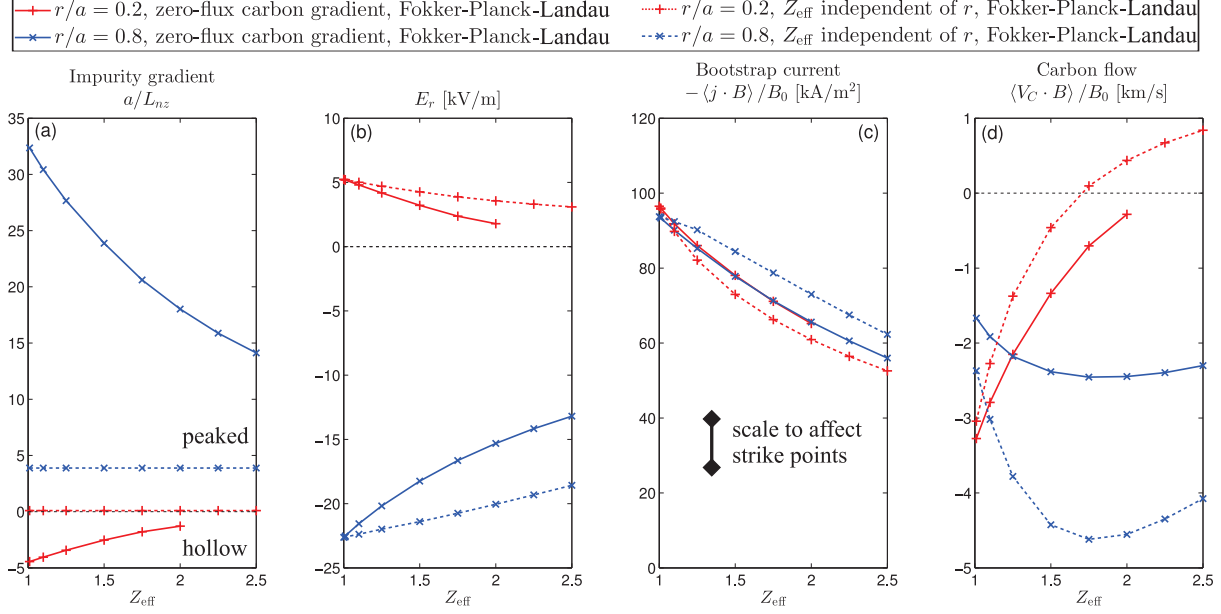 r/a = 0.2, zero-flux carbon gradient, Fokker-Planck-Landau
r/a = 0.2, Z_eff independent of r, Fokker-Planck-Landau
r/a = 0.8, zero-flux carbon gradient, Fokker-Planck-Landau
r/a = 0.8, Z_eff independent of r, Fokker-Planck-Landau
Impurity gradient
a/L_nz
(a)
35
30
25
20
15
10
5
0
−5
peaked
hollow
1 1.5 2 2.5
Z_eff
E_r [kV/m]
(b)
15
10
5
0
−5
−10
−15
−20
−25
1 1.5 2 2.5
Z_eff
Bootstrap current
− ⟨j · B⟩ /B_0 [kA/m²]
(c)
120
100
80
60
40
20
0
scale to affect
strike points
1 1.5 2 2.5
Z_eff
Carbon flow
⟨V_C · B⟩ /B_0 [km/s]
(d)
1
0
−1
−2
−3
−4
−5
1 1.5 2 2.5
Z_eff